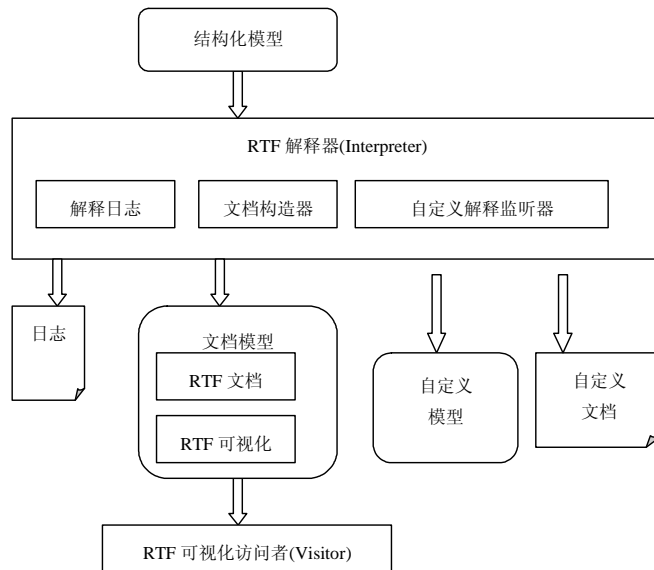 结构化模型
RTF 解释器(Interpreter)
解释日志
文档构造器
自定义解释监听器
日志
文档模型
RTF 文档
RTF 可视化
自定义
模型
自定义
文档
RTF 可视化访问者(Visitor)